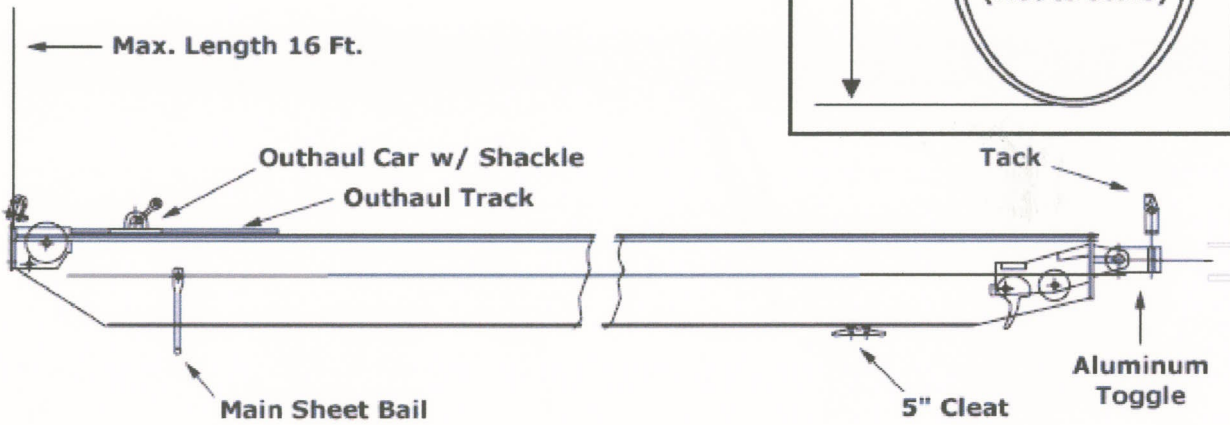 Max. Length 16 Ft.
Outhaul Car w/ Shackle
Outhaul Track
Tack
Main Sheet Bail
5" Cleat
Aluminum
Toggle